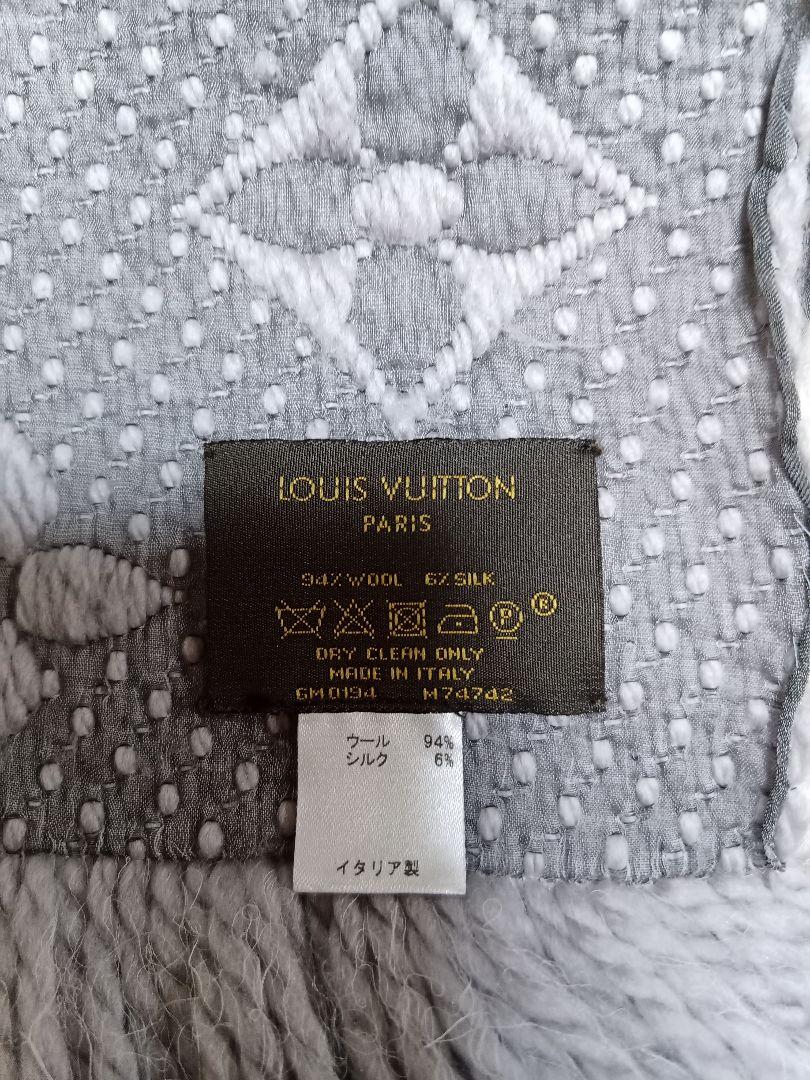 LOUIS VUITTON
PARIS
94% WOOL 6% SILK
P ®
DRY CLEAN ONLY
MADE IN ITALY
GM0194 M74742
ウール 94%
シルク 6%
イタリア製